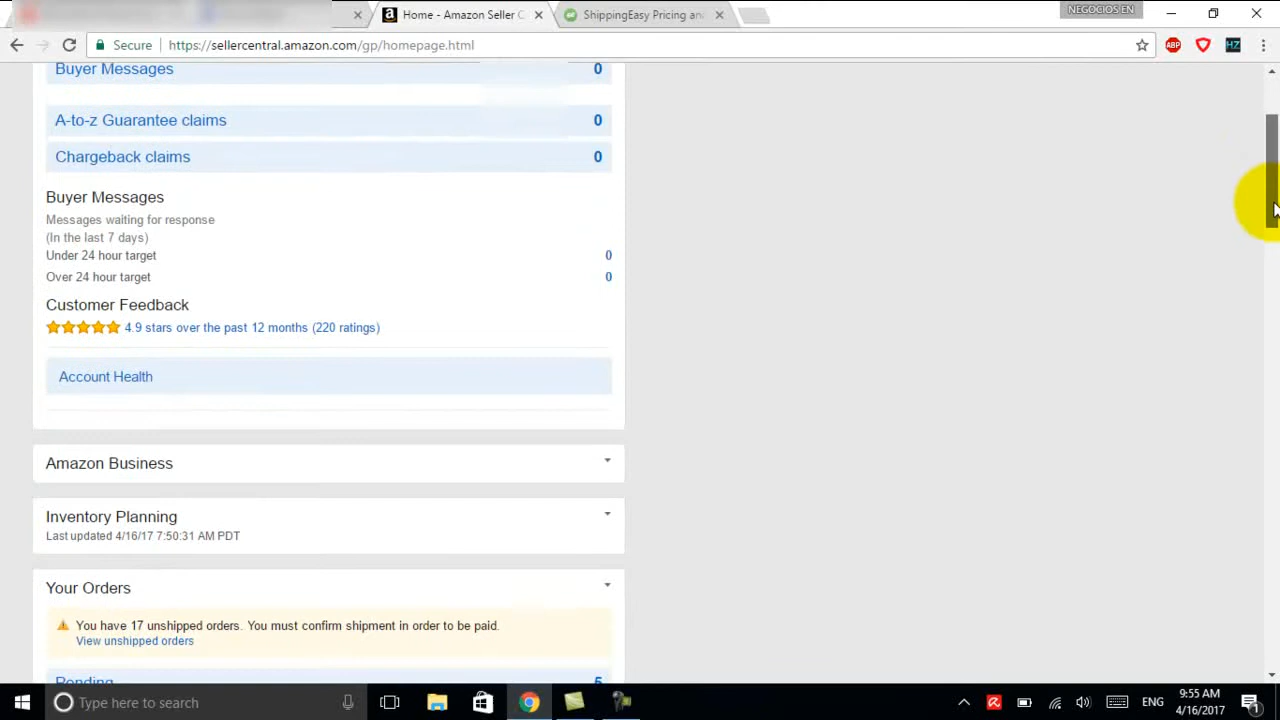 NEGOCIOS EN
Home - Amazon Seller C
ShippingEasy Pricing an
Secure
https://sellercentral.amazon.com/gp/homepage.html
ABP
HZ
Buyer Messages 0
A-to-z Guarantee claims 0
Chargeback claims 0
Buyer Messages
Messages waiting for response
(In the last 7 days)
Under 24 hour target 0
Over 24 hour target 0
Customer Feedback
4.9 stars over the past 12 months (220 ratings)
Account Health
Amazon Business
Inventory Planning
Last updated 4/16/17 7:50:31 AM PDT
Your Orders
You have 17 unshipped orders. You must confirm shipment in order to be paid.
View unshipped orders
Pending 5
Type here to search
ENG
9:55 AM
4/16/2017
1